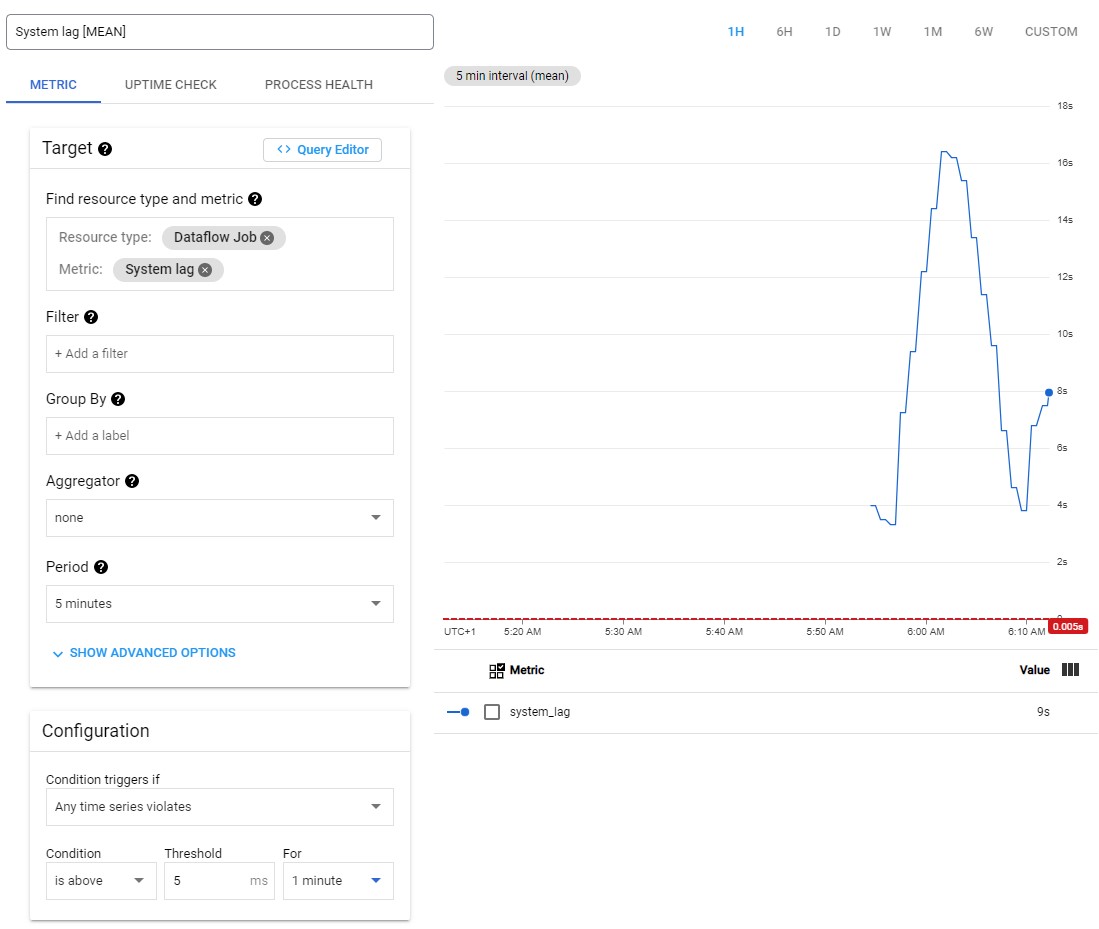 System lag [MEAN]
1H 6H 1D 1W 1M 6W CUSTOM
METRIC UPTIME CHECK PROCESS HEALTH
5 min interval (mean)
Target ?
<> Query Editor
Find resource type and metric ?
Resource type: Dataflow Job
Metric: System lag
Filter ?
+ Add a filter
Group By ?
+ Add a label
Aggregator ?
none
Period ?
5 minutes
SHOW ADVANCED OPTIONS
Configuration
Condition triggers if
Any time series violates
Condition Threshold For
is above 5 ms 1 minute
18s
16s
14s
12s
10s
8s
6s
4s
2s
0.005s
UTC+1 5:20 AM 5:30 AM 5:40 AM 5:50 AM 6:00 AM 6:10 AM
Metric Value
system_lag 9s